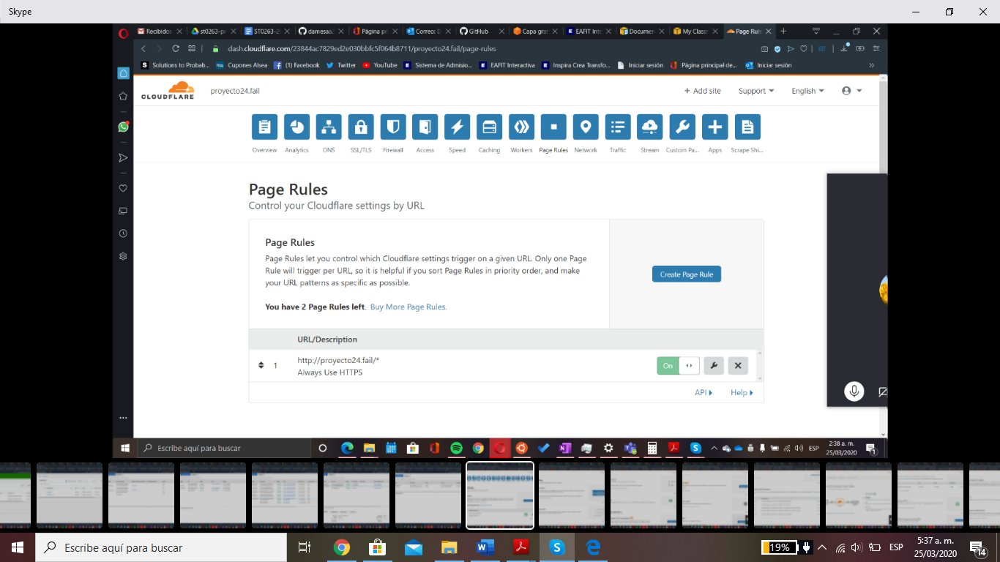 Skype
Recibidos
st0263-pr
ST0263-2
damesaa
Página pri
Correo: D
GitHub
Capa grat
EAFIT Inte
Documen
My Classe
Page Rule
dash.cloudflare.com/23844ac7829ed2e030bbfc5f064b8711/proyecto24.fail/page-rules
Solutions to Probab...
Cupones Alsea
(1) Facebook
Twitter
YouTube
Sistema de Admisio...
EAFIT Interactiva
Inspira Crea Transfo...
Iniciar sesión
Página principal de...
Iniciar sesión
CLOUDFLARE
proyecto24.fail
+ Add site
Support
English
Overview
Analytics
DNS
SSL/TLS
Firewall
Access
Speed
Caching
Workers
Page Rules
Network
Traffic
Stream
Custom Pa...
Apps
Scrape Shi...
Page Rules
Control your Cloudflare settings by URL
Page Rules
Page Rules let you control which Cloudflare settings trigger on a given URL. Only one Page
Rule will trigger per URL, so it is helpful if you sort Page Rules in priority order, and make
your URL patterns as specific as possible.
You have 2 Page Rules left. Buy More Page Rules.
Create Page Rule
URL/Description
1
http://proyecto24.fail/*
Always Use HTTPS
On
API
Help
Escribe aquí para buscar
ESP
2:38 a. m.
25/03/2020
1
Escribe aquí para buscar
19%
ESP
5:37 a. m.
25/03/2020
14